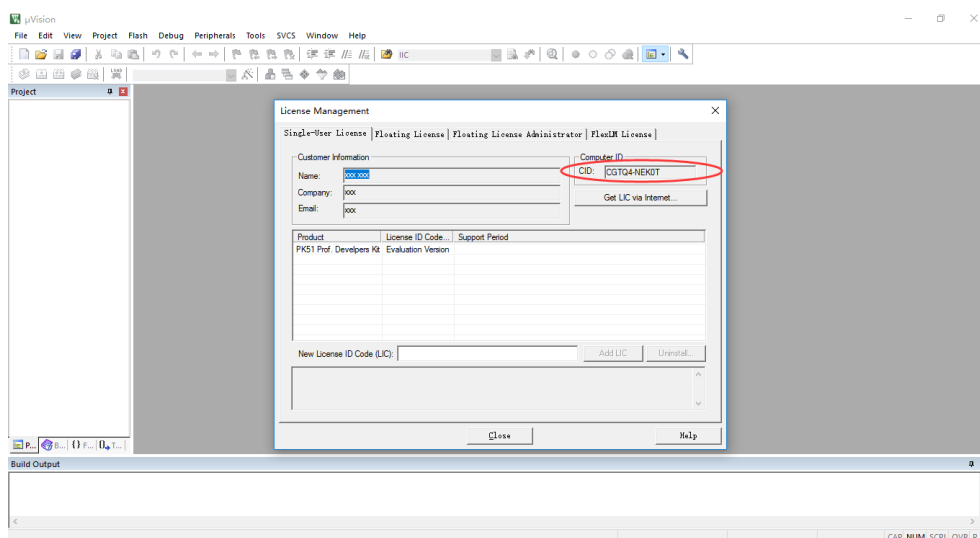 μVision
File Edit View Project Flash Debug Peripherals Tools SVCS Window Help
IIC
LOAD
Project
License Management
Single-User License Floating License Floating License Administrator FlexLM License
Customer Information
Name: xxx xxx
Company: xxx
Email: xxx
Computer ID
CID: CGTQ4-NEK0T
Get LIC via Internet...
Product License ID Code... Support Period
PK51 Prof. Develpers Kit Evaluation Version
New License ID Code (LIC):
Add LIC Uninstall...
Close Help
P... B... {} F... 0 T...
Build Output
CAP NUM SCRL OVR R